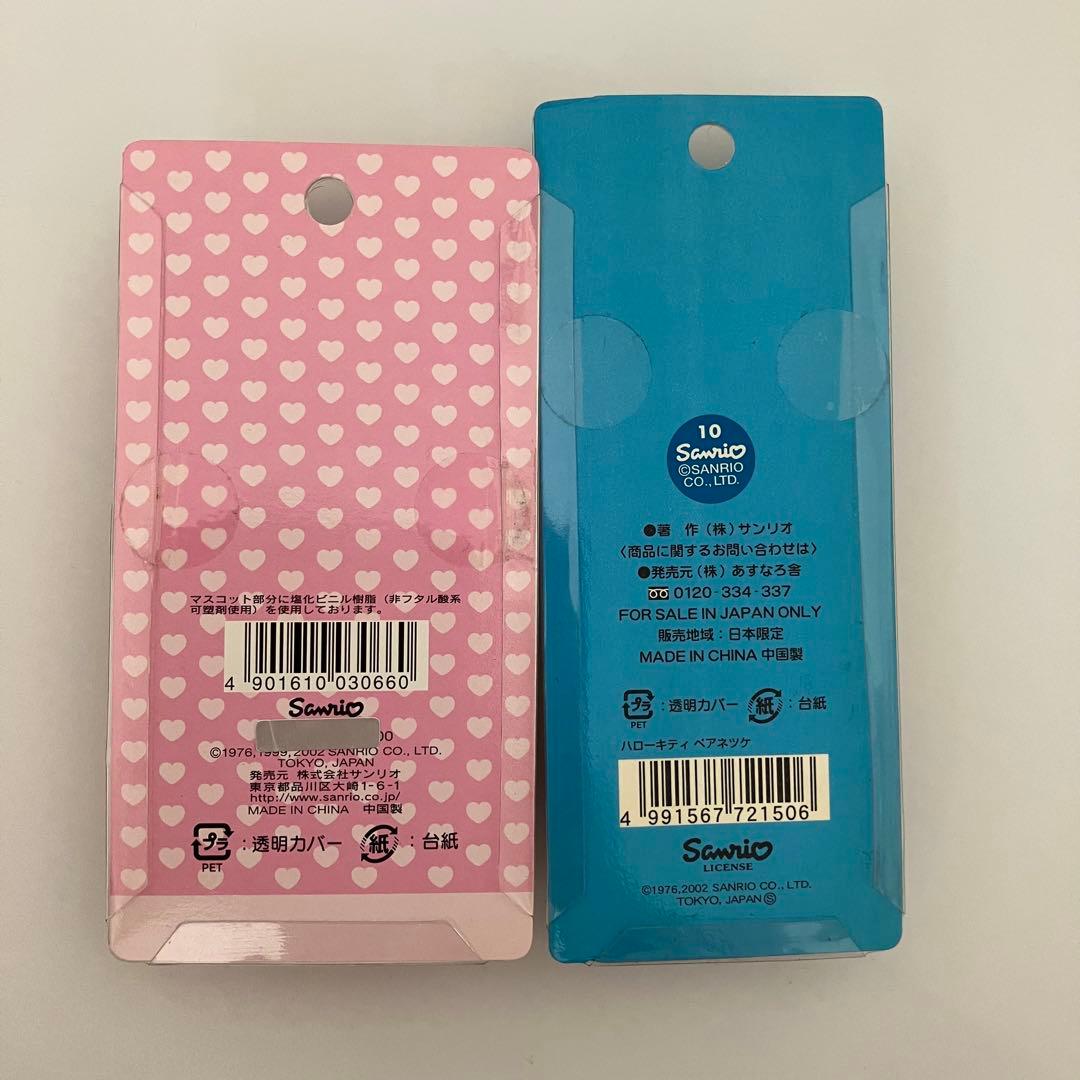 マスコット部分に塩化ビニル樹脂（非フタル酸系
可塑剤使用）を使用しております。
4 901610 030660
Sanrio
00
©1976,1999,2002 SANRIO CO., LTD.
TOKYO, JAPAN
発売元 株式会社サンリオ
東京都品川区大崎1-6-1
http://www.sanrio.co.jp/
MADE IN CHINA 中国製
プラ : 透明カバー 紙 : 台紙
PET
10
Sanrio
©SANRIO
CO., LTD.
●著 作（株）サンリオ
〈商品に関するお問い合わせは〉
●発売元（株）あすなろ舎
0120-334-337
FOR SALE IN JAPAN ONLY
販売地域：日本限定
MADE IN CHINA 中国製
プラ : 透明カバー 紙 : 台紙
PET
ハローキティ ペアネツケ
4 991567 721506
Sanrio
LICENSE
©1976,2002 SANRIO CO., LTD.
TOKYO, JAPAN Ⓢ